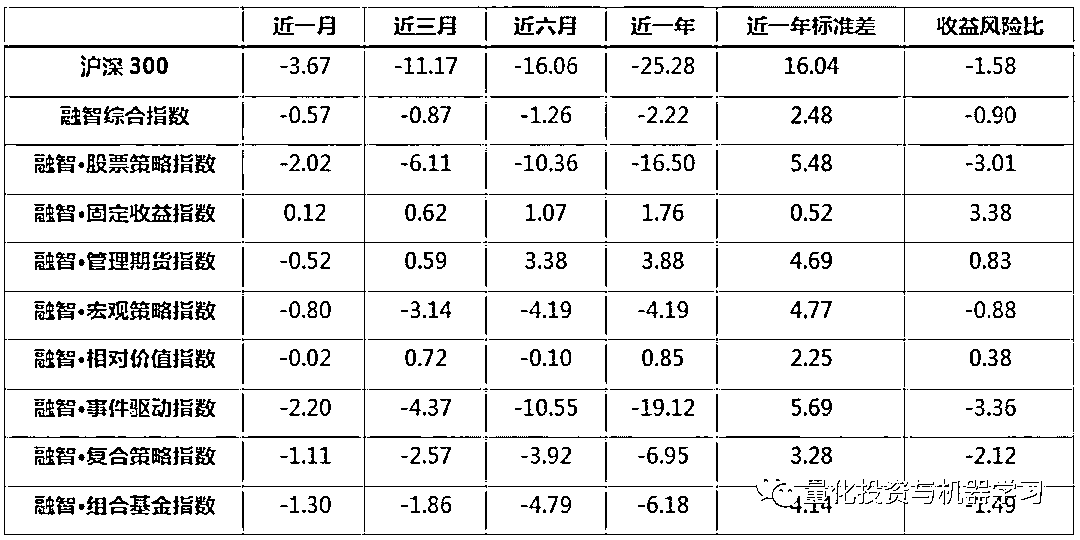 近一月 近三月 近六月 近一年 近一年标准差 收益风险比
沪深 300 -3.67 -11.17 -16.06 -25.28 16.04 -1.58
融智综合指数 -0.57 -0.87 -1.26 -2.22 2.48 -0.90
融智•股票策略指数 -2.02 -6.11 -10.36 -16.50 5.48 -3.01
融智•固定收益指数 0.12 0.62 1.07 1.76 0.52 3.38
融智•管理期货指数 -0.52 0.59 3.38 3.88 4.69 0.83
融智•宏观策略指数 -0.80 -3.14 -4.19 -4.19 4.77 -0.88
融智•相对价值指数 -0.02 0.72 -0.10 0.85 2.25 0.38
融智•事件驱动指数 -2.20 -4.37 -10.55 -19.12 5.69 -3.36
融智•复合策略指数 -1.11 -2.57 -3.92 -6.95 3.28 -2.12
融智•组合基金指数 -1.30 -1.86 -4.79 -6.18 4.14 -1.49
量化投资与机器学习